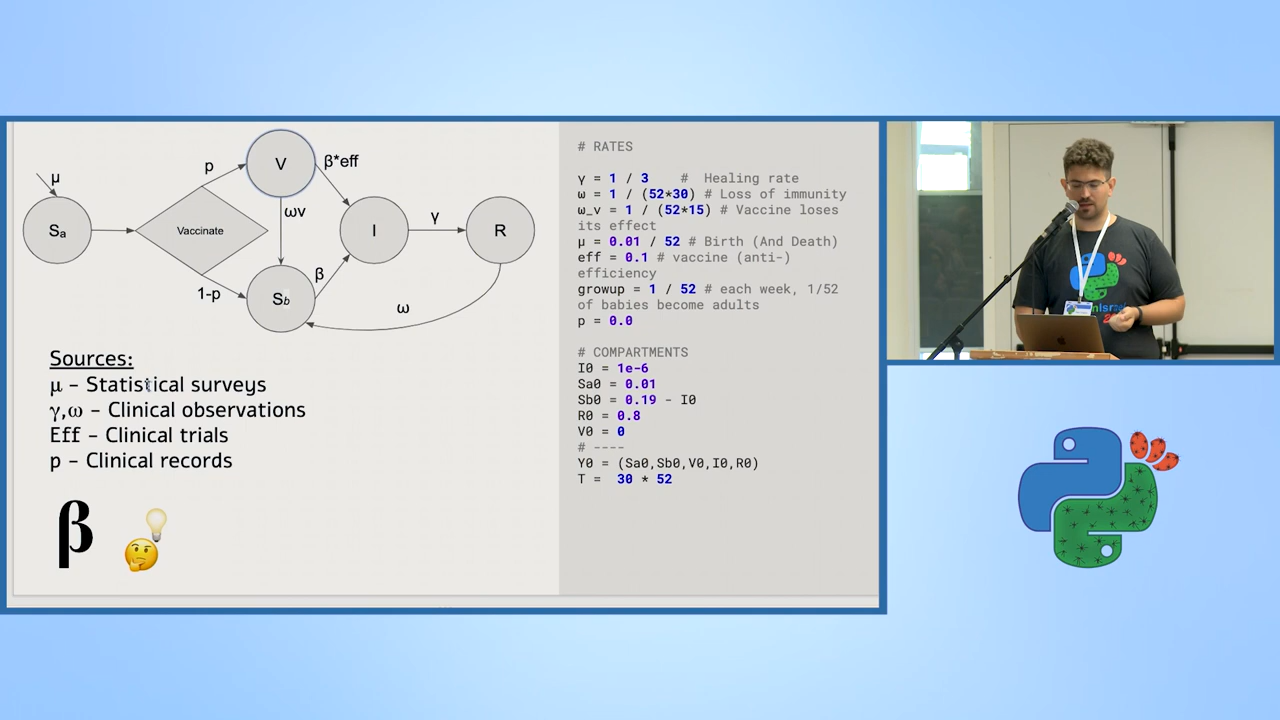 μ
Sa
Vaccinate
p
1-p
V
β*eff
ωv
Sb
β
I
γ
R
ω
Sources:
μ – Statistical surveys
γ,ω – Clinical observations
Eff – Clinical trials
p – Clinical records
β
# RATES
γ = 1 / 3    #  Healing rate
ω = 1 / (52*30) # Loss of immunity
ω_v = 1 / (52*15) # Vaccine loses
its effect
μ = 0.01 / 52 # Birth (And Death)
eff = 0.1 # vaccine (anti-)
efficiency
growup = 1 / 52 # each week, 1/52
of babies become adults
p = 0.0
# COMPARTMENTS
I0 = 1e-6
Sa0 = 0.01
Sb0 = 0.19 - I0
R0 = 0.8
V0 = 0
# ----
Y0 = (Sa0,Sb0,V0,I0,R0)
T =  30 * 52